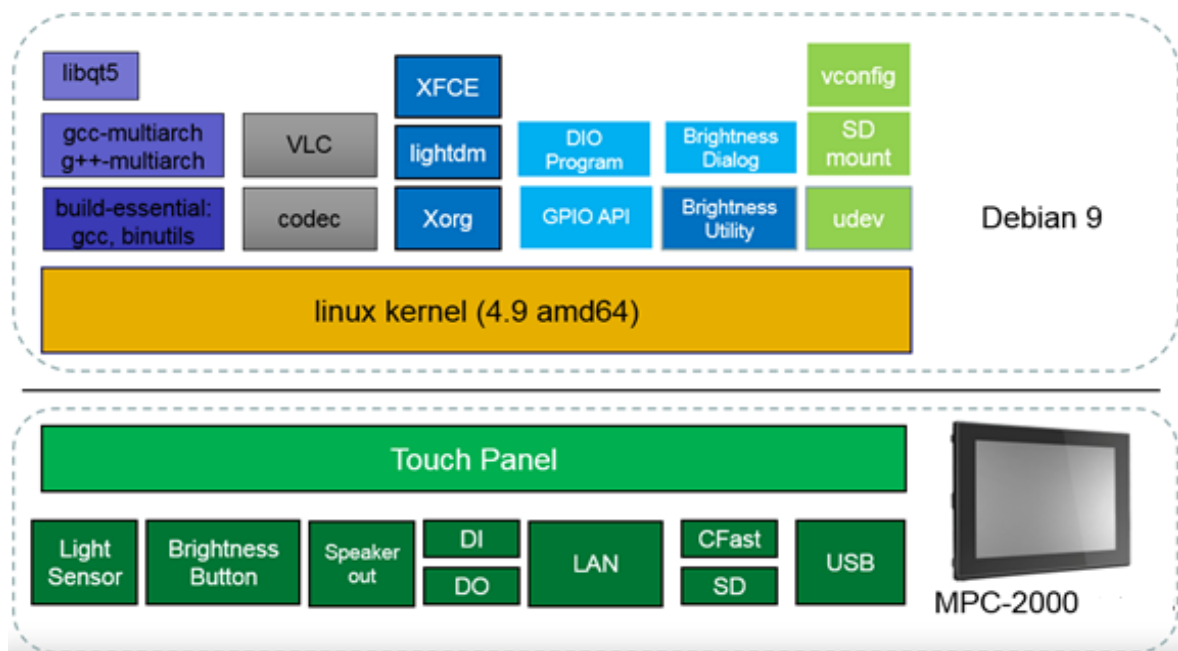 libqt5
gcc-multiarch
g++-multiarch
build-essential:
gcc, binutils
VLC
codec
XFCE
lightdm
Xorg
DIO
Program
GPIO API
Brightness
Dialog
Brightness
Utility
vconfig
SD
mount
udev
Debian 9
linux kernel (4.9 amd64)
Touch Panel
Light
Sensor
Brightness
Button
Speaker
out
DI
DO
LAN
CFast
SD
USB
MPC-2000